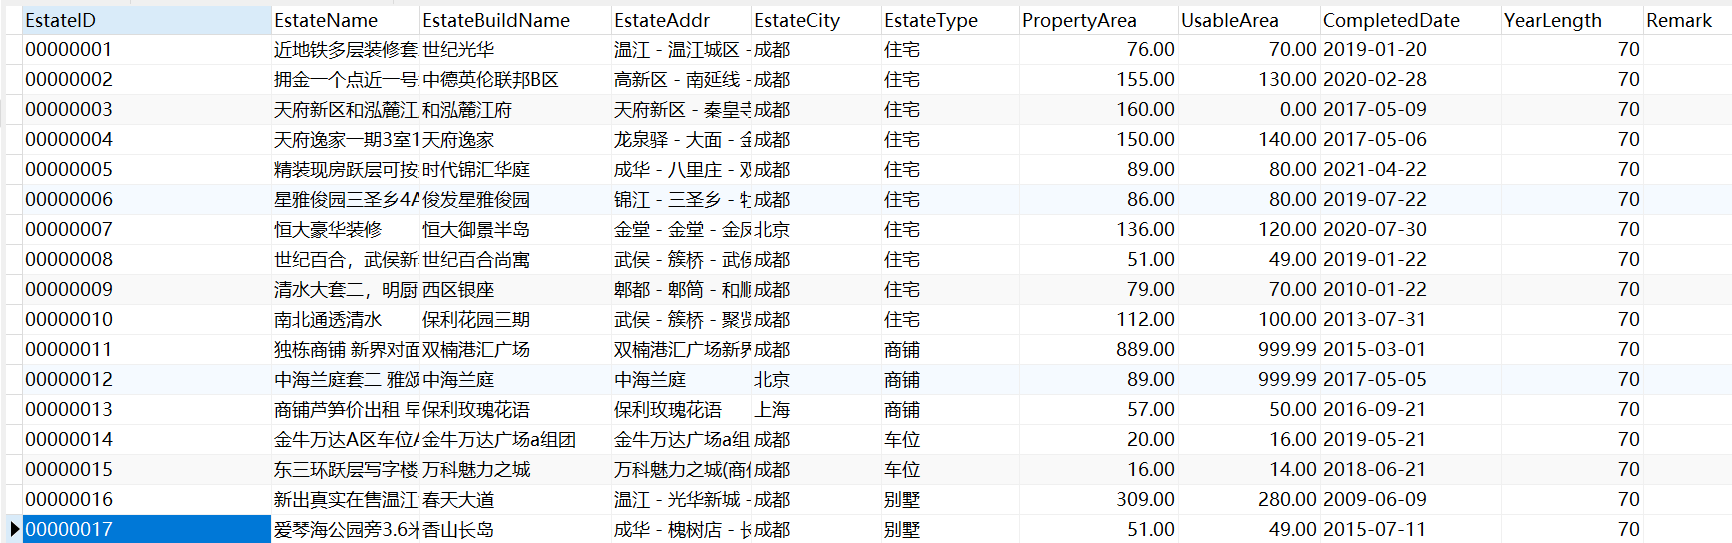 EstateID EstateName EstateBuildName EstateAddr EstateCity EstateType PropertyArea UsableArea CompletedDate YearLength Remark
00000001 近地铁多层装修套 世纪光华 温江 - 温江城区 - 成都 住宅 76.00 70.00 2019-01-20 70
00000002 拥金一个点近一号 中德英伦联邦B区 高新区 - 南延线 - 成都 住宅 155.00 130.00 2020-02-28 70
00000003 天府新区和泓麓江 和泓麓江府 天府新区 - 秦皇寺 成都 住宅 160.00 0.00 2017-05-09 70
00000004 天府逸家一期3室1 天府逸家 龙泉驿 - 大面 - 金 成都 住宅 150.00 140.00 2017-05-06 70
00000005 精装现房跃层可按 时代锦汇华庭 成华 - 八里庄 - 双 成都 住宅 89.00 80.00 2021-04-22 70
00000006 星雅俊园三圣乡4A 俊发星雅俊园 锦江 - 三圣乡 - 成都 住宅 86.00 80.00 2019-07-22 70
00000007 恒大豪华装修 恒大御景半岛 金堂 - 金堂 - 金凤 北京 住宅 136.00 120.00 2020-07-30 70
00000008 世纪百合，武侯新 世纪百合尚寓 武侯 - 簇桥 - 武侯 成都 住宅 51.00 49.00 2019-01-22 70
00000009 清水大套二，明厨 西区银座 郫都 - 郫筒 - 和顺 成都 住宅 79.00 70.00 2010-01-22 70
00000010 南北通透清水 保利花园三期 武侯 - 簇桥 - 聚贤 成都 住宅 112.00 100.00 2013-07-31 70
00000011 独栋商铺 新界对面 双楠港汇广场 双楠港汇广场新界 成都 商铺 889.00 999.99 2015-03-01 70
00000012 中海兰庭套二 雅颂 中海兰庭 中海兰庭 北京 商铺 89.00 999.99 2017-05-05 70
00000013 商铺芦笋价出租 早 保利玫瑰花语 保利玫瑰花语 上海 商铺 57.00 50.00 2016-09-21 70
00000014 金牛万达A区车位A 金牛万达广场a组团 金牛万达广场a组 成都 车位 20.00 16.00 2019-05-21 70
00000015 东三环跃层写字楼 万科魅力之城 万科魅力之城(商 成都 车位 16.00 14.00 2018-06-21 70
00000016 新出真实在售温江 春天大道 温江 - 光华新城 - 成都 别墅 309.00 280.00 2009-06-09 70
00000017 爱琴海公园旁3.6米 香山长岛 成华 - 槐树店 - 长 成都 别墅 51.00 49.00 2015-07-11 70